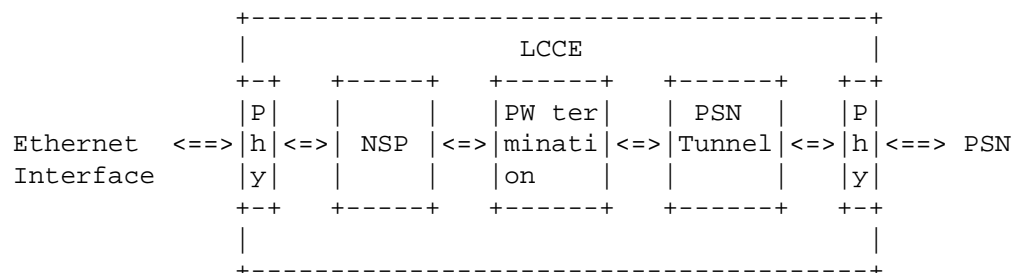 +---------------------------------------+
|                 LCCE                  |
+-+   +-----+   +------+   +------+   +-+
|P|   |     |   |PW ter|   | PSN  |   |P|
Ethernet  <==>|h|<=>| NSP |<=>|minati|<=>|Tunnel|<=>|h|<==> PSN
Interface     |y|   |     |   |on    |   |      |   |y|
+-+   +-----+   +------+   +------+   +-+
|                                       |
+---------------------------------------+